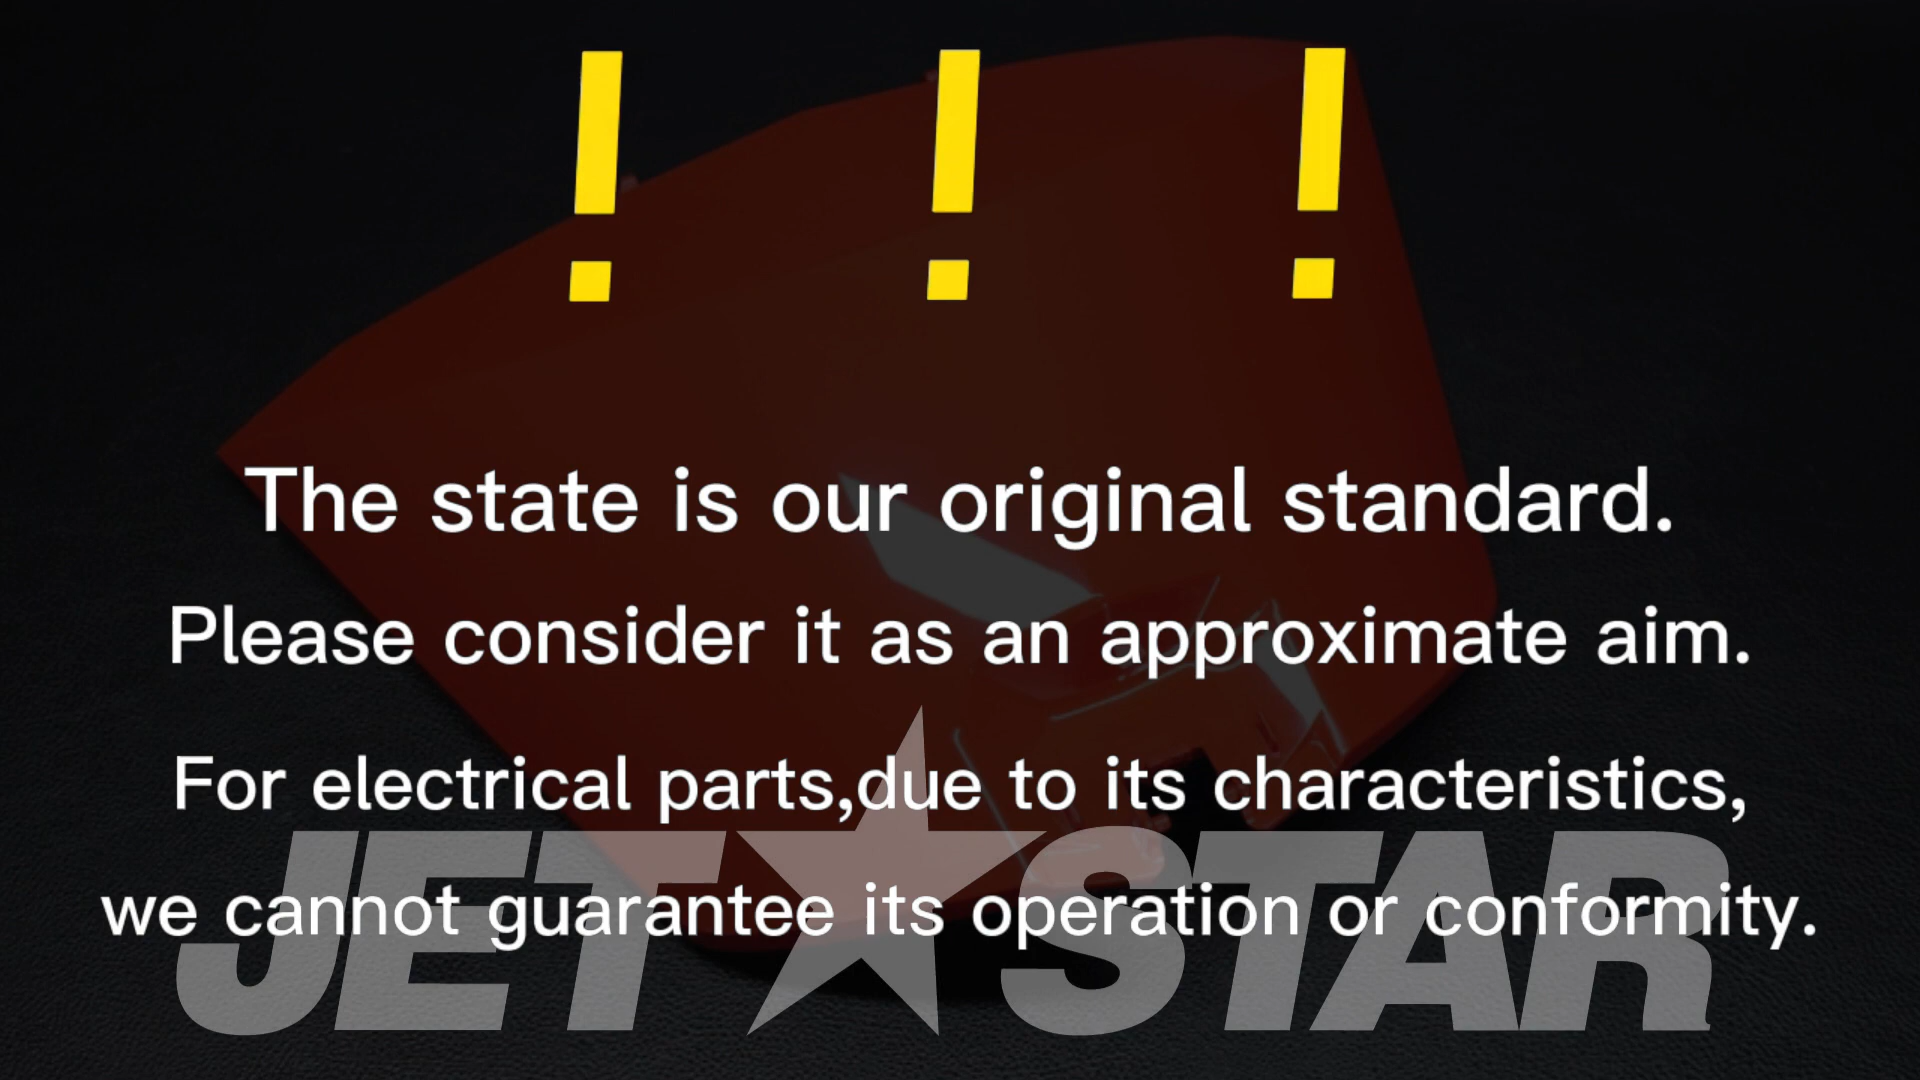 ! ! !
The state is our original standard.
Please consider it as an approximate aim.
For electrical parts,due to its characteristics,
we cannot guarantee its operation or conformity.
JET★STAR